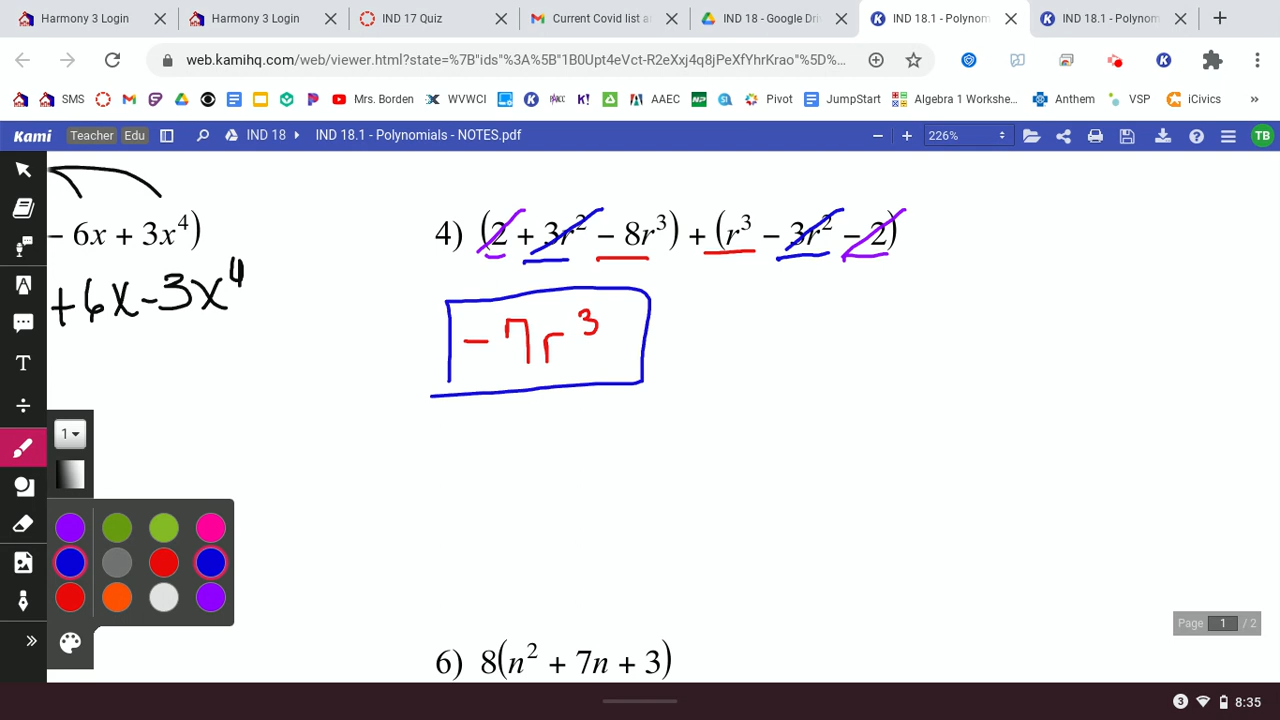 Harmony 3 Login
Harmony 3 Login
IND 17 Quiz
Current Covid list a
IND 18 - Google Dri
IND 18.1 - Polynom
IND 18.1 - Polynom
web.kamihq.com/web/viewer.html?state=%7B"ids"%3A%5B"1B0Upt4eVct-R2eXxj4q8jPeXfYhrKrao"%5D%...
SMS
Mrs. Borden
WVWCI
K!
AAEC
NP
Pivot
JumpStart
Algebra 1 Workshe...
Anthem
VSP
iCivics
»
Kami
Teacher
Edu
IND 18
IND 18.1 - Polynomials - NOTES.pdf
226%
TB
− 6x + 3x⁴)
+6x-3x⁴
4) (2 + 3r² − 8r³) + (r³ − 3r² − 2)
-7r³
1
Page 1 / 2
6) 8(n² + 7n + 3)
3
8:35